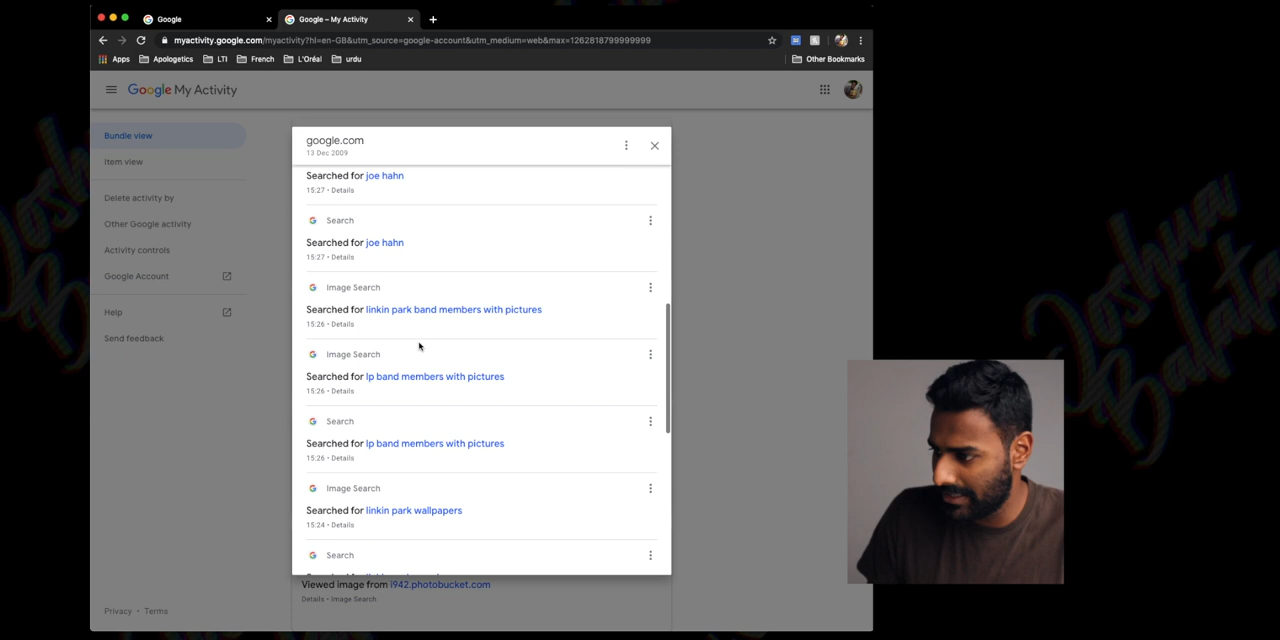 Google
Google – My Activity
myactivity.google.com/myactivity?hl=en-GB&utm_source=google-account&utm_medium=web&max=1262818799999999
Apps Apologetics LTI French L'Oréal urdu Other Bookmarks
Google My Activity
Bundle view
Item view
Delete activity by
Other Google activity
Activity controls
Google Account
Help
Send feedback
Privacy • Terms
google.com
13 Dec 2009
Searched for joe hahn
15:27 • Details
Search
Searched for joe hahn
15:27 • Details
Image Search
Searched for linkin park band members with pictures
15:26 • Details
Image Search
Searched for lp band members with pictures
15:26 • Details
Search
Searched for lp band members with pictures
15:26 • Details
Image Search
Searched for linkin park wallpapers
15:24 • Details
Search
Viewed image from i942.photobucket.com
Details • Image Search
Joshua